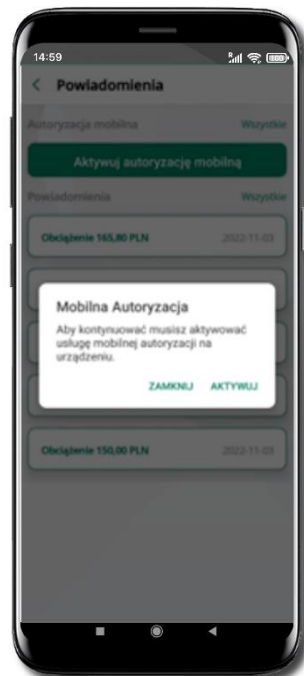 14:59
Powiadomienia
Autoryzacja mobilna Wszystkie
Aktywuj autoryzację mobilną
Powiadomienia Wszystkie
Obciążenie 165,80 PLN 2022-11-03
Mobilna Autoryzacja
Aby kontynuować musisz aktywować
usługę mobilnej autoryzacji na
urządzeniu.
ZAMKNIJ AKTYWUJ
Obciążenie 150,00 PLN 2022-11-03